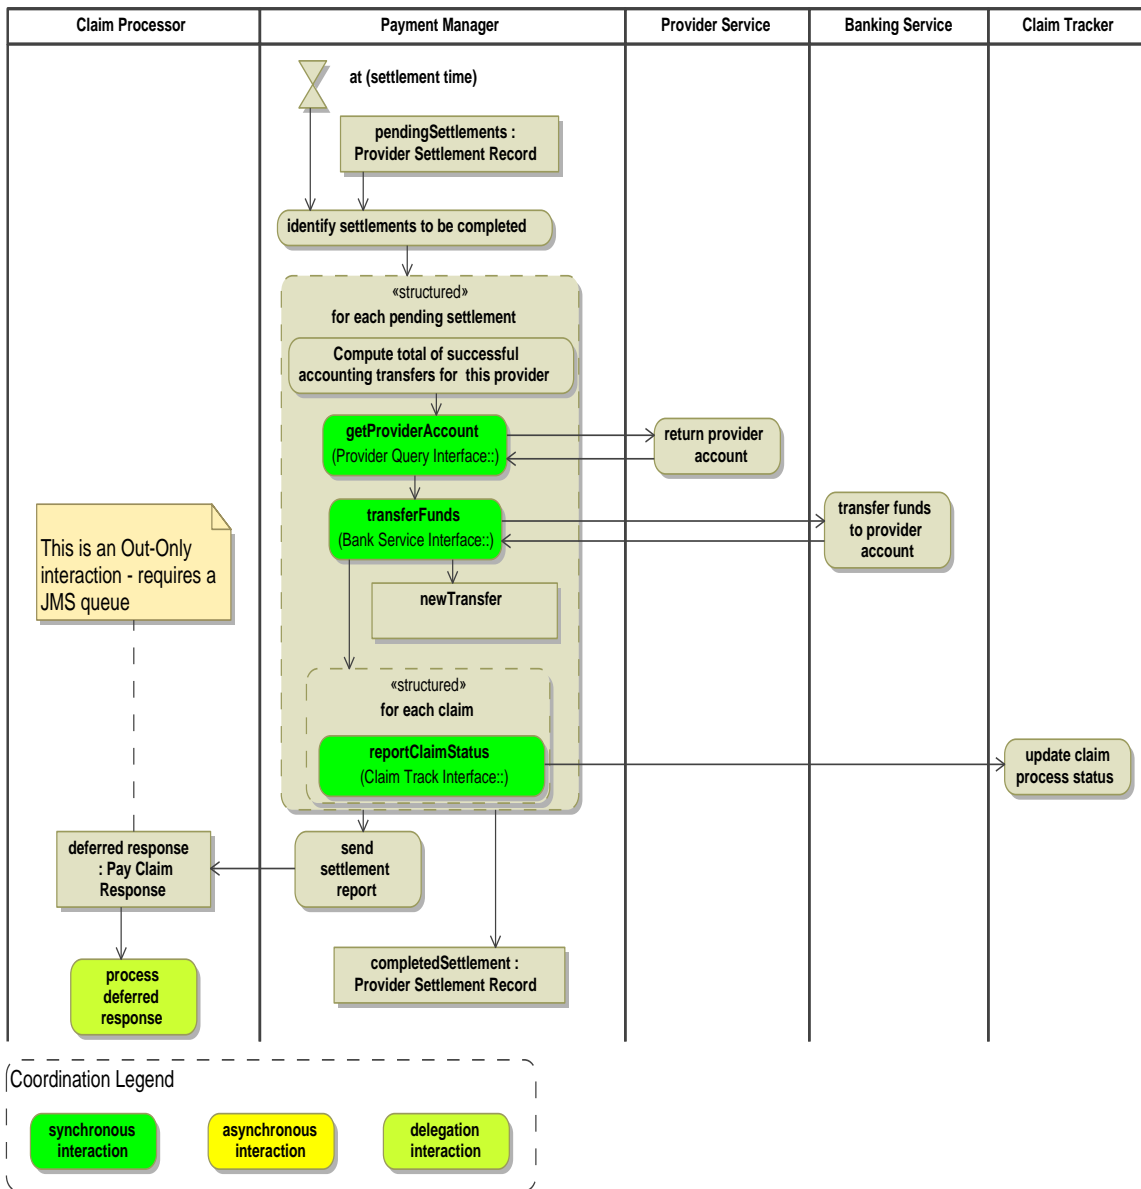 Claim Processor
Payment Manager
Provider Service
Banking Service
Claim Tracker
at (settlement time)
pendingSettlements :
Provider Settlement Record
identify settlements to be completed
«structured»
for each pending settlement
Compute total of successful
accounting transfers for this provider
getProviderAccount
(Provider Query Interface::)
return provider
account
transferFunds
(Bank Service Interface::)
transfer funds
to provider
account
This is an Out-Only
interaction - requires a
JMS queue
newTransfer
«structured»
for each claim
reportClaimStatus
(Claim Track Interface::)
update claim
process status
deferred response
: Pay Claim
Response
send
settlement
report
completedSettlement :
Provider Settlement Record
process
deferred
response
Coordination Legend
synchronous
interaction
asynchronous
interaction
delegation
interaction